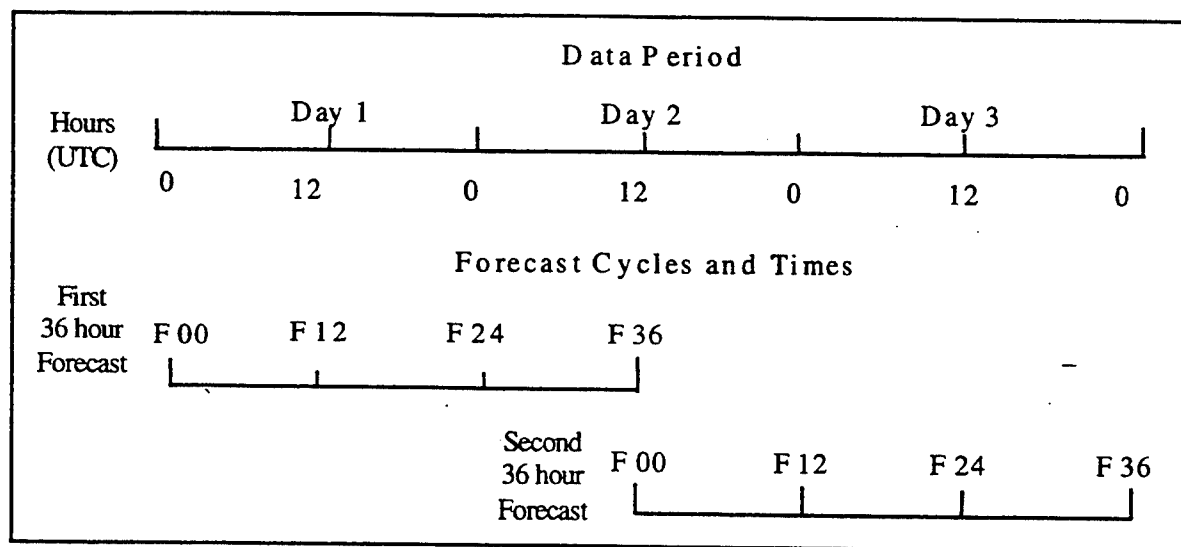 Data Period
Hours
(UTC)
Day 1 Day 2 Day 3
0 12 0 12 0 12 0
Forecast Cycles and Times
First
36 hour
Forecast
F 00 F 12 F 24 F 36
Second
36 hour
Forecast
F 00 F 12 F 24 F 36